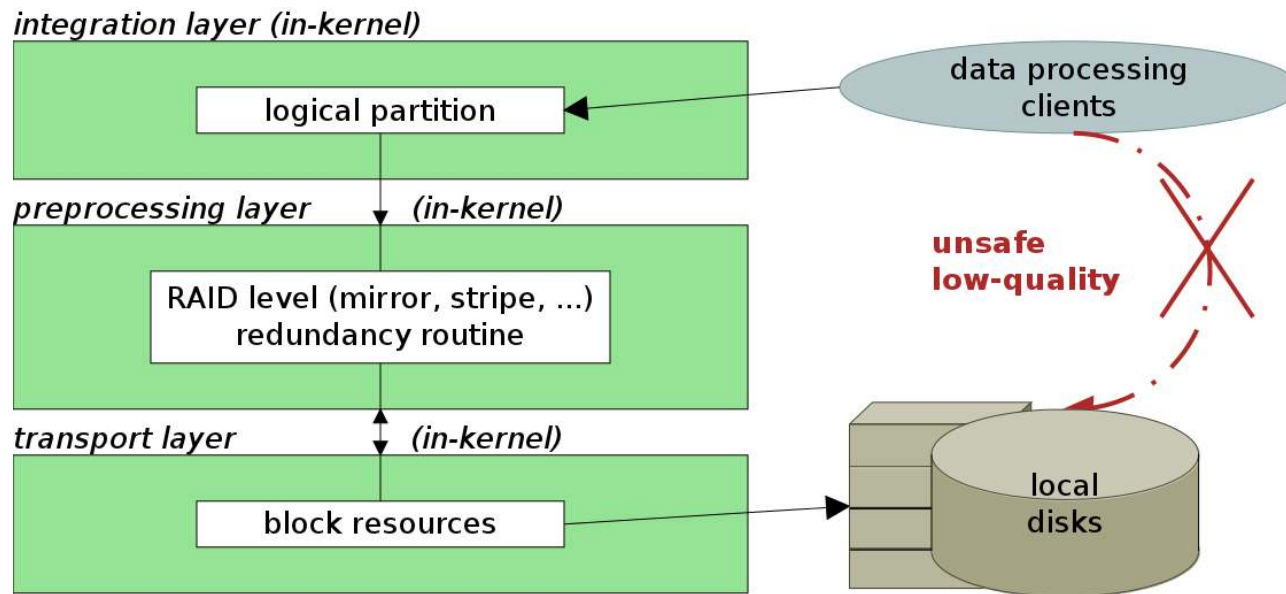 integration layer (in-kernel)
logical partition
data processing
clients
preprocessing layer (in-kernel)
RAID level (mirror, stripe, ...)
redundancy routine
unsafe
low-quality
transport layer (in-kernel)
block resources
local
disks